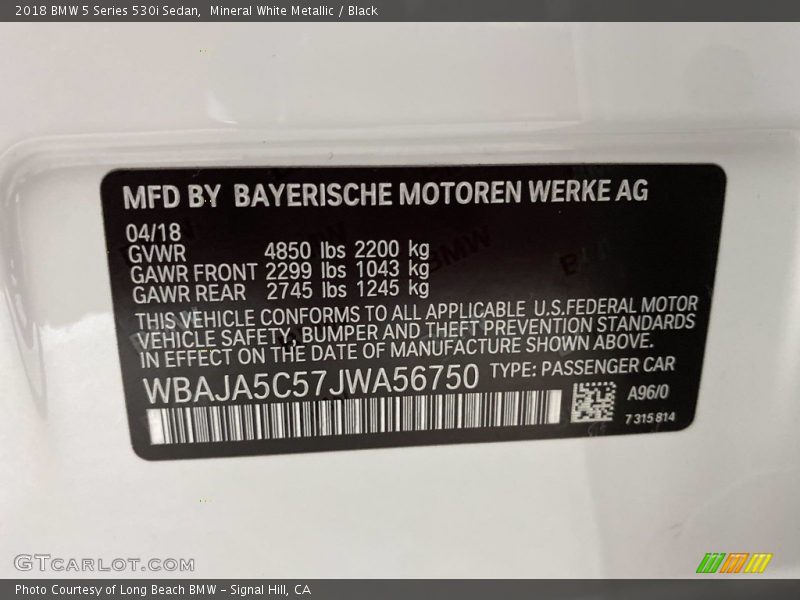 2018 BMW 5 Series 530i Sedan,  Mineral White Metallic / Black
MFD BY BAYERISCHE MOTOREN WERKE AG
04/18
GVWR 4850 lbs 2200 kg
GAWR FRONT 2299 lbs 1043 kg
GAWR REAR 2745 lbs 1245 kg
THIS VEHICLE CONFORMS TO ALL APPLICABLE U.S.FEDERAL MOTOR
VEHICLE SAFETY, BUMPER AND THEFT PREVENTION STANDARDS
IN EFFECT ON THE DATE OF MANUFACTURE SHOWN ABOVE.
WBAJA5C57JWA56750 TYPE: PASSENGER CAR
A96/0
7 315 814
GTCARLOT.COM
Photo Courtesy of Long Beach BMW - Signal Hill, CA